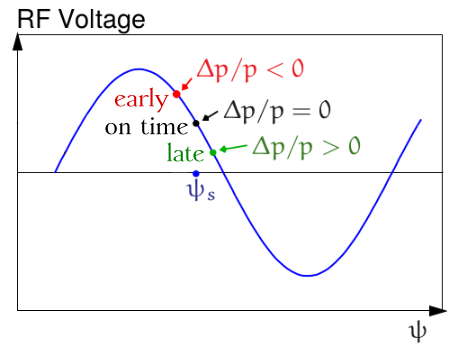 RF Voltage
Δp/p < 0
early
Δp/p = 0
on time
late
Δp/p > 0
ψs
ψ